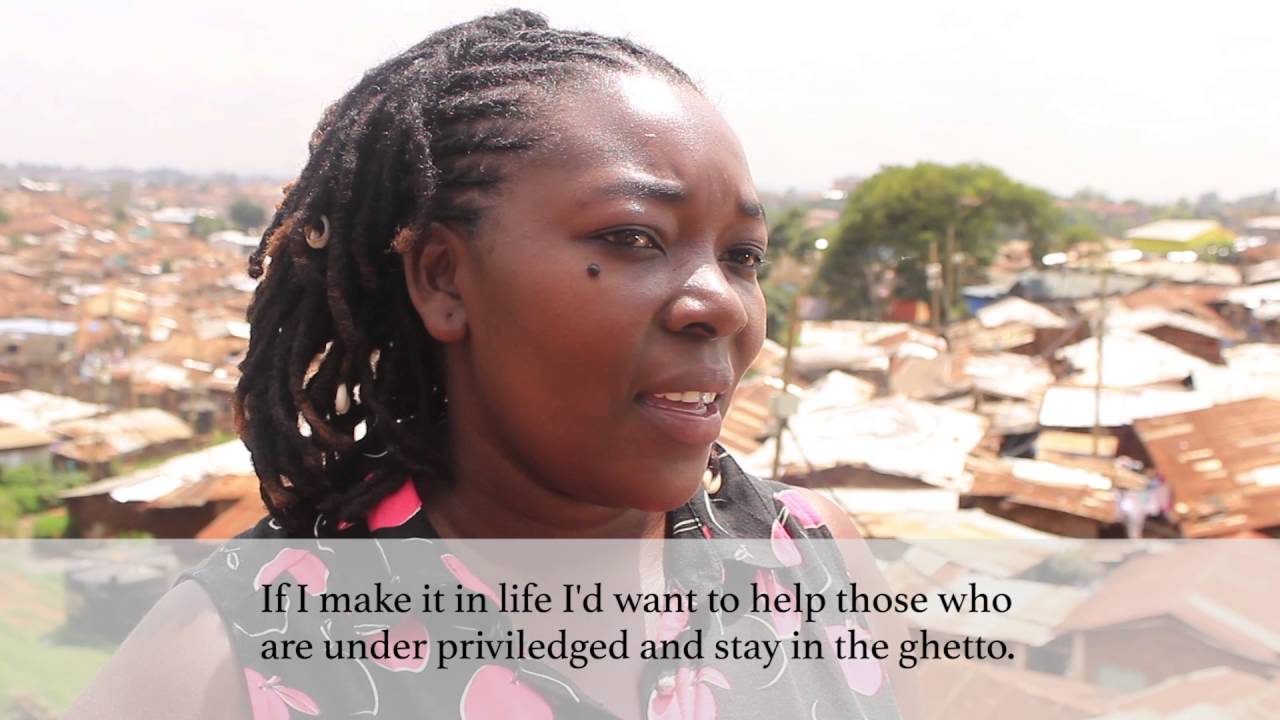 If I make it in life I'd want to help those who
are under priviledged and stay in the ghetto.